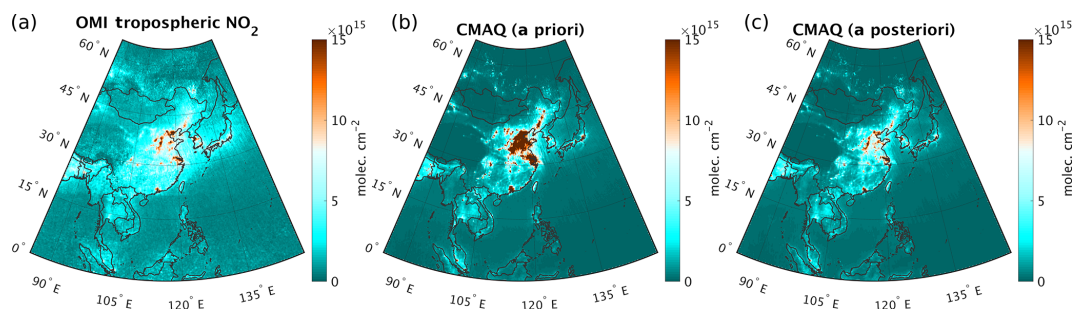 (a)
OMI tropospheric NO2
×10^15
15
10
5
0
molec. cm^-2
60° N
45° N
30° N
15° N
0°
90° E
105° E
120° E
135° E
(b)
CMAQ (a priori)
×10^15
15
10
5
0
molec. cm^-2
60° N
45° N
30° N
15° N
0°
90° E
105° E
120° E
135° E
(c)
CMAQ (a posteriori)
×10^15
15
10
5
0
molec. cm^-2
60° N
45° N
30° N
15° N
0°
90° E
105° E
120° E
135° E